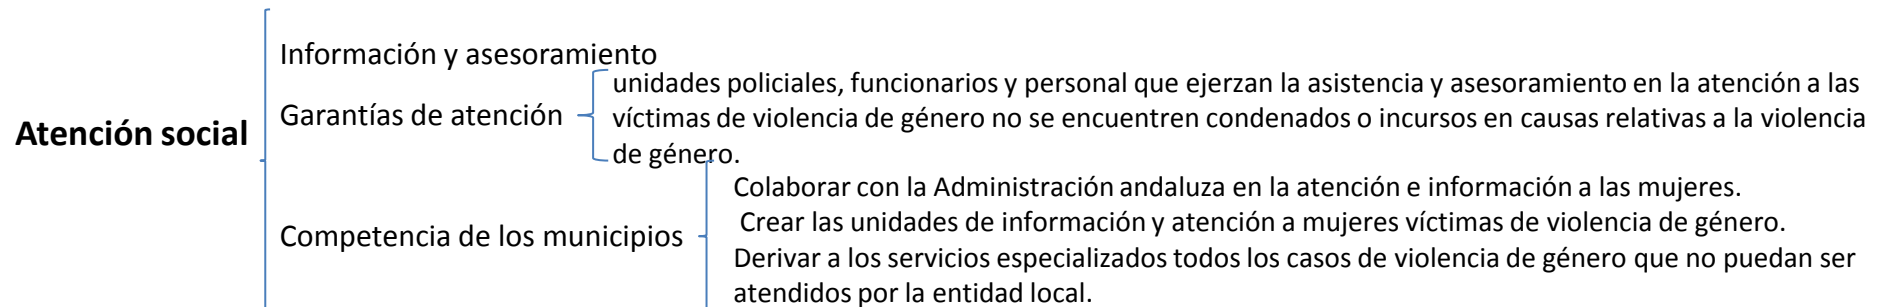 Atención social
Información y asesoramiento
Garantías de atención
unidades policiales, funcionarios y personal que ejerzan la asistencia y asesoramiento en la atención a las
víctimas de violencia de género no se encuentren condenados o incursos en causas relativas a la violencia
de género.
Competencia de los municipios
Colaborar con la Administración andaluza en la atención e información a las mujeres.
Crear las unidades de información y atención a mujeres víctimas de violencia de género.
Derivar a los servicios especializados todos los casos de violencia de género que no puedan ser
atendidos por la entidad local.